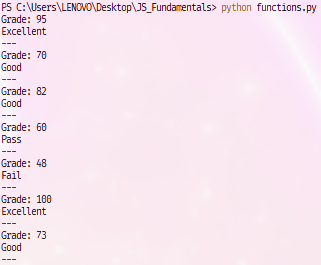 PS C:\Users\LENOVO\Desktop\JS_Fundamentals> python functions.py
Grade: 95
Excellent
---
Grade: 70
Good
---
Grade: 82
Good
---
Grade: 60
Pass
---
Grade: 48
Fail
---
Grade: 100
Excellent
---
Grade: 73
Good
---